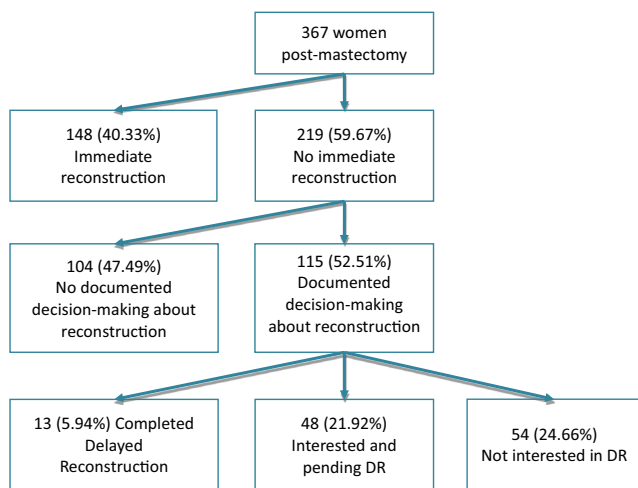 367 women
post-mastectomy
148 (40.33%)
Immediate
reconstruction
219 (59.67%)
No immediate
reconstruction
104 (47.49%)
No documented
decision-making about
reconstruction
115 (52.51%)
Documented
decision-making
about reconstruction
13 (5.94%) Completed
Delayed
Reconstruction
48 (21.92%)
Interested and
pending DR
54 (24.66%)
Not interested in DR